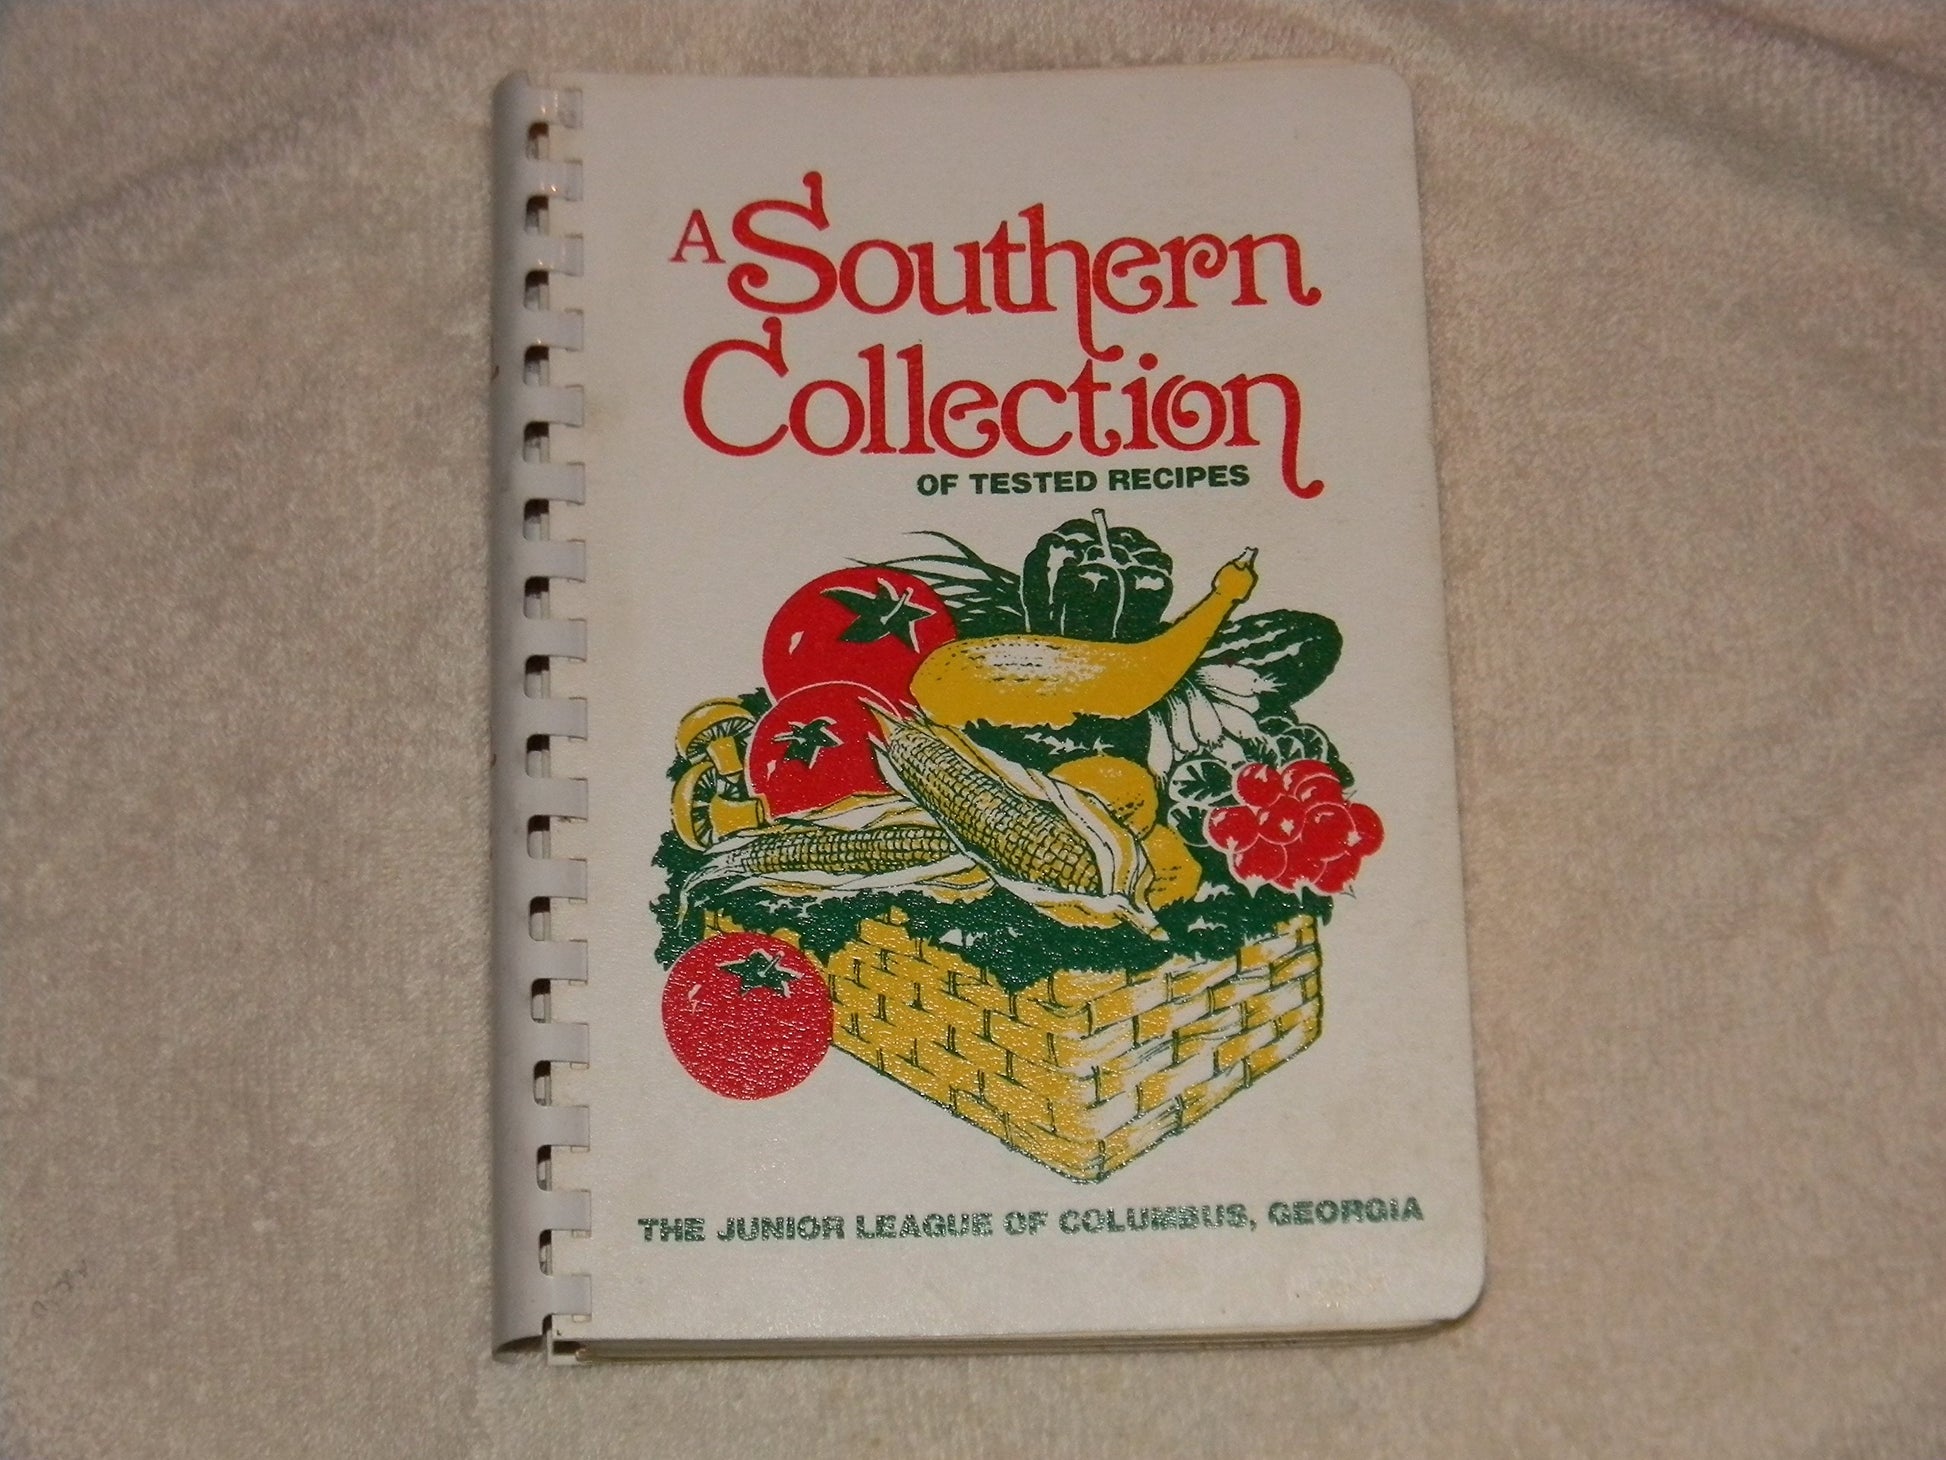 A Southern
Collection
OF TESTED RECIPES
THE JUNIOR LEAGUE OF COLUMBUS, GEORGIA